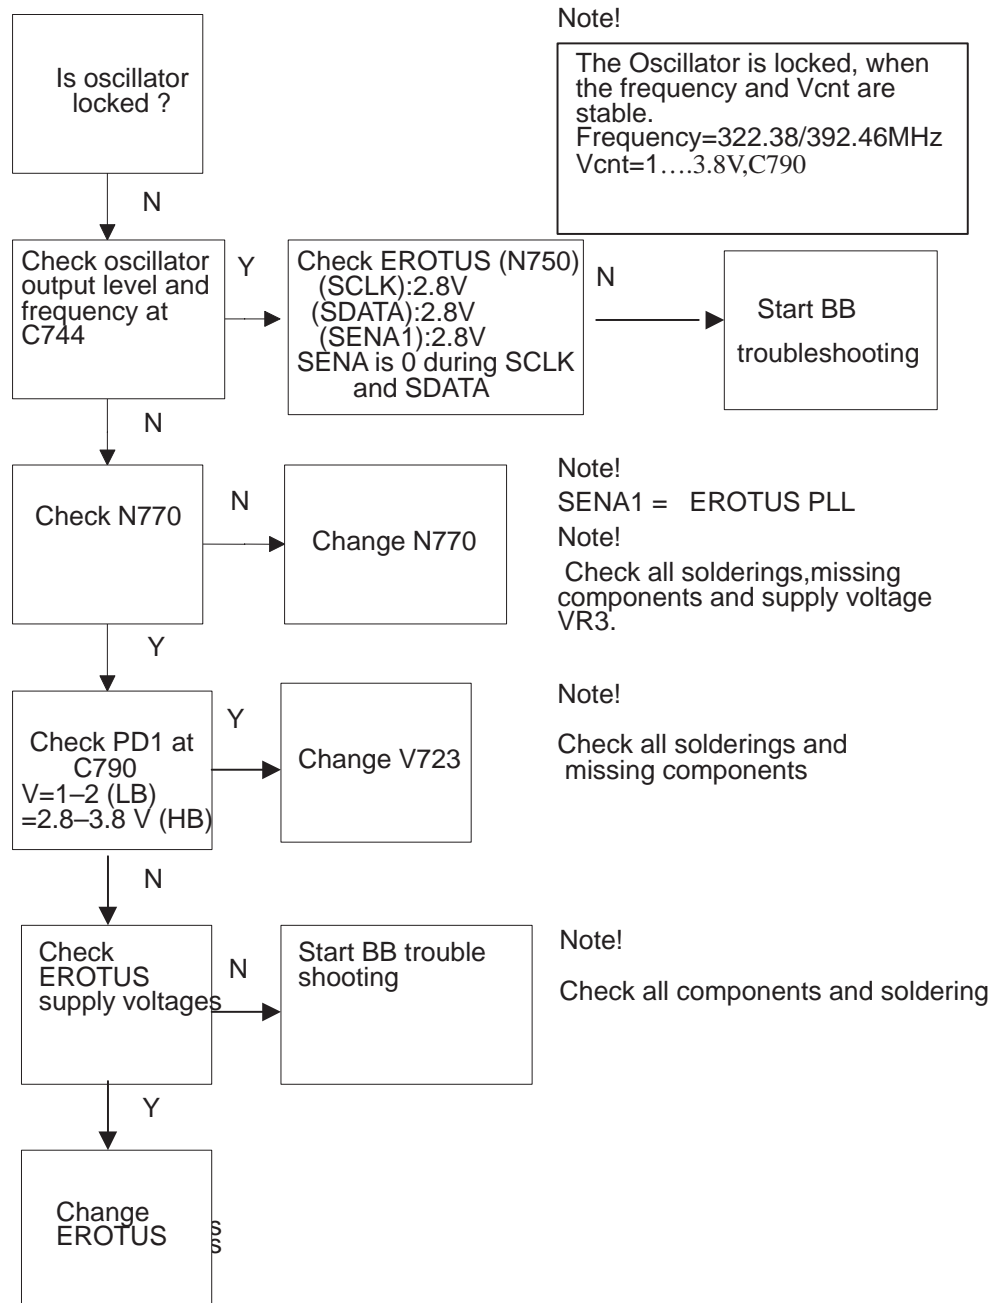 Note!
Is oscillator
locked ?
The Oscillator is locked, when
the frequency and Vcnt are
stable.
Frequency=322.38/392.46MHz
Vcnt=1….3.8V,C790
N
Check oscillator
output level and
frequency at
C744
Y
Check EROTUS (N750)
(SCLK):2.8V
(SDATA):2.8V
(SENA1):2.8V
SENA is 0 during SCLK
and SDATA
N
Start BB
troubleshooting
N
Check N770
N
Change N770
Note!
SENA1 = EROTUS PLL
Note!
Check all solderings,missing
components and supply voltage
VR3.
Y
Check PD1 at
C790
V=1–2 (LB)
=2.8–3.8 V (HB)
Y
Change V723
Note!
Check all solderings and
missing components
N
Check
EROTUS
supply voltages
N
Start BB trouble
shooting
Note!
Check all components and soldering
Y
Change
EROTUS
s
s